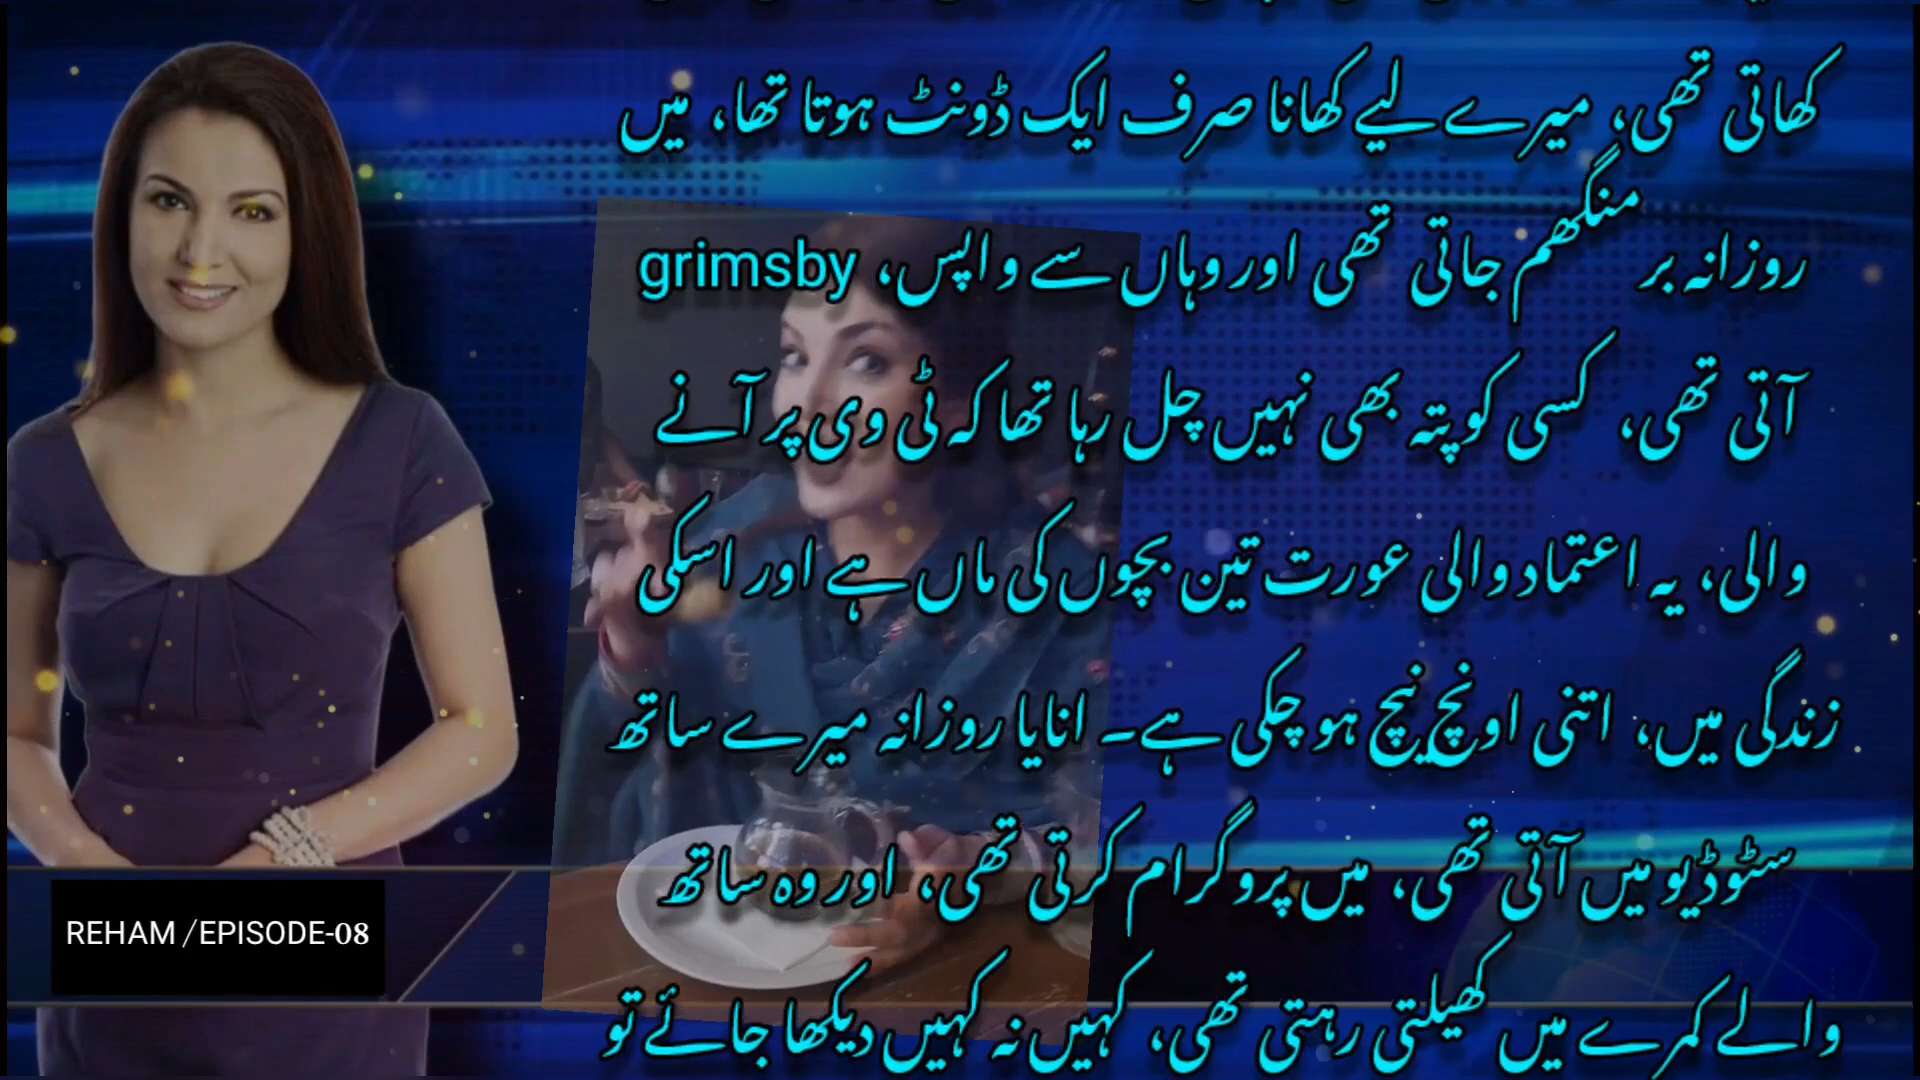 کھاتی تھی، میرے لیے کھانا صرف ایک ڈونٹ ہوتا تھا، میں
روزانہ برمنگھم جاتی تھی اور وہاں سے واپس، grimsby
آتی تھی، کسی کو پتہ بھی نہیں چل رہا تھا کہ ٹی وی پر آنے
والی، یہ اعتماد والی عورت تین بچوں کی ماں ہے اور اسکی
زندگی میں، اتنی اونچ نیچ ہو چکی ہے۔ انایا روزانہ میرے ساتھ
سٹوڈیو میں آتی تھی، میں پروگرام کرتی تھی، اور وہ ساتھ
والے کمرے میں کھیلتی رہتی تھی، کہیں نہ کہیں دیکھا جائے تو
REHAM /EPISODE-08